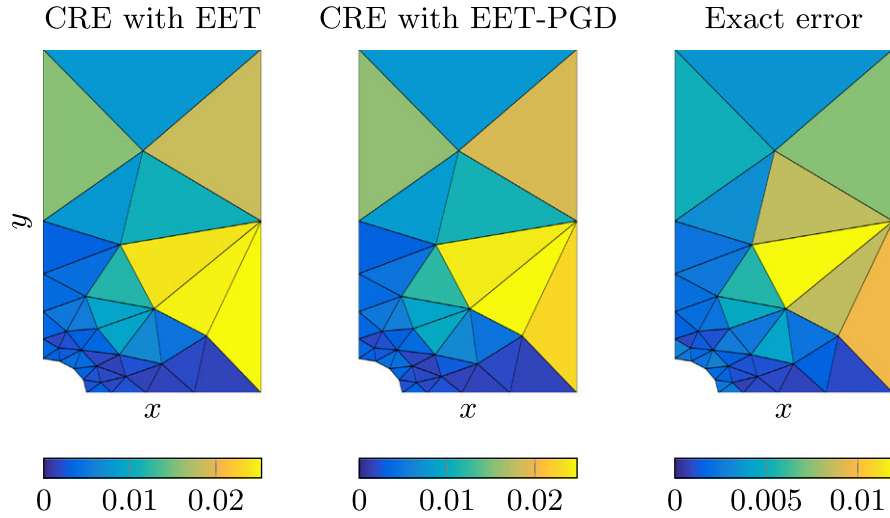 CRE with EET
CRE with EET-PGD
Exact error
y
x
x
x
0 0.01 0.02
0 0.01 0.02
0 0.005 0.01